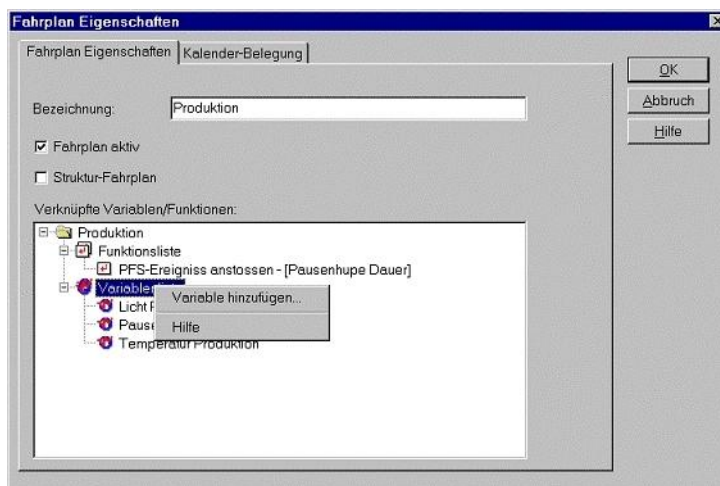 Fahrplan Eigenschaften
Fahrplan Eigenschaften Kalender-Belegung
OK
Bezeichnung: Produktion
Abbruch
Hilfe
Fahrplan aktiv
Struktur-Fahrplan
Verknüpfte Variablen/Funktionen:
Produktion
Funktionsliste
PFS-Ereigniss anstossen - [Pausenhupe Dauer]
Variable hinzufügen...
Licht
Hilfe
Temperatur Produktion